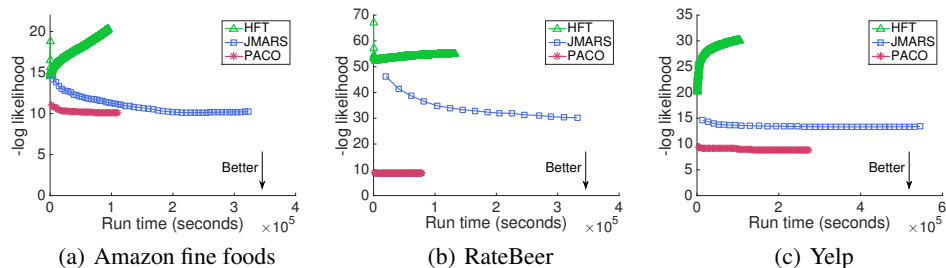 20
15
10
5
0
-log likelihood
HFT
JMARS
PACO
Better
0 1 2 3 4
Run time (seconds) ×10^5
(a) Amazon fine foods
-70
60
50
40
30
20
10
0
-log likelihood
HFT
JMARS
PACO
Better
0 1 2 3 4
Run time (seconds) ×10^5
(b) RateBeer
35
30
25
20
15
10
5
0
-log likelihood
HFT
JMARS
PACO
Better
0 1 2 3 4 5 6
Run time (seconds) ×10^5
(c) Yelp